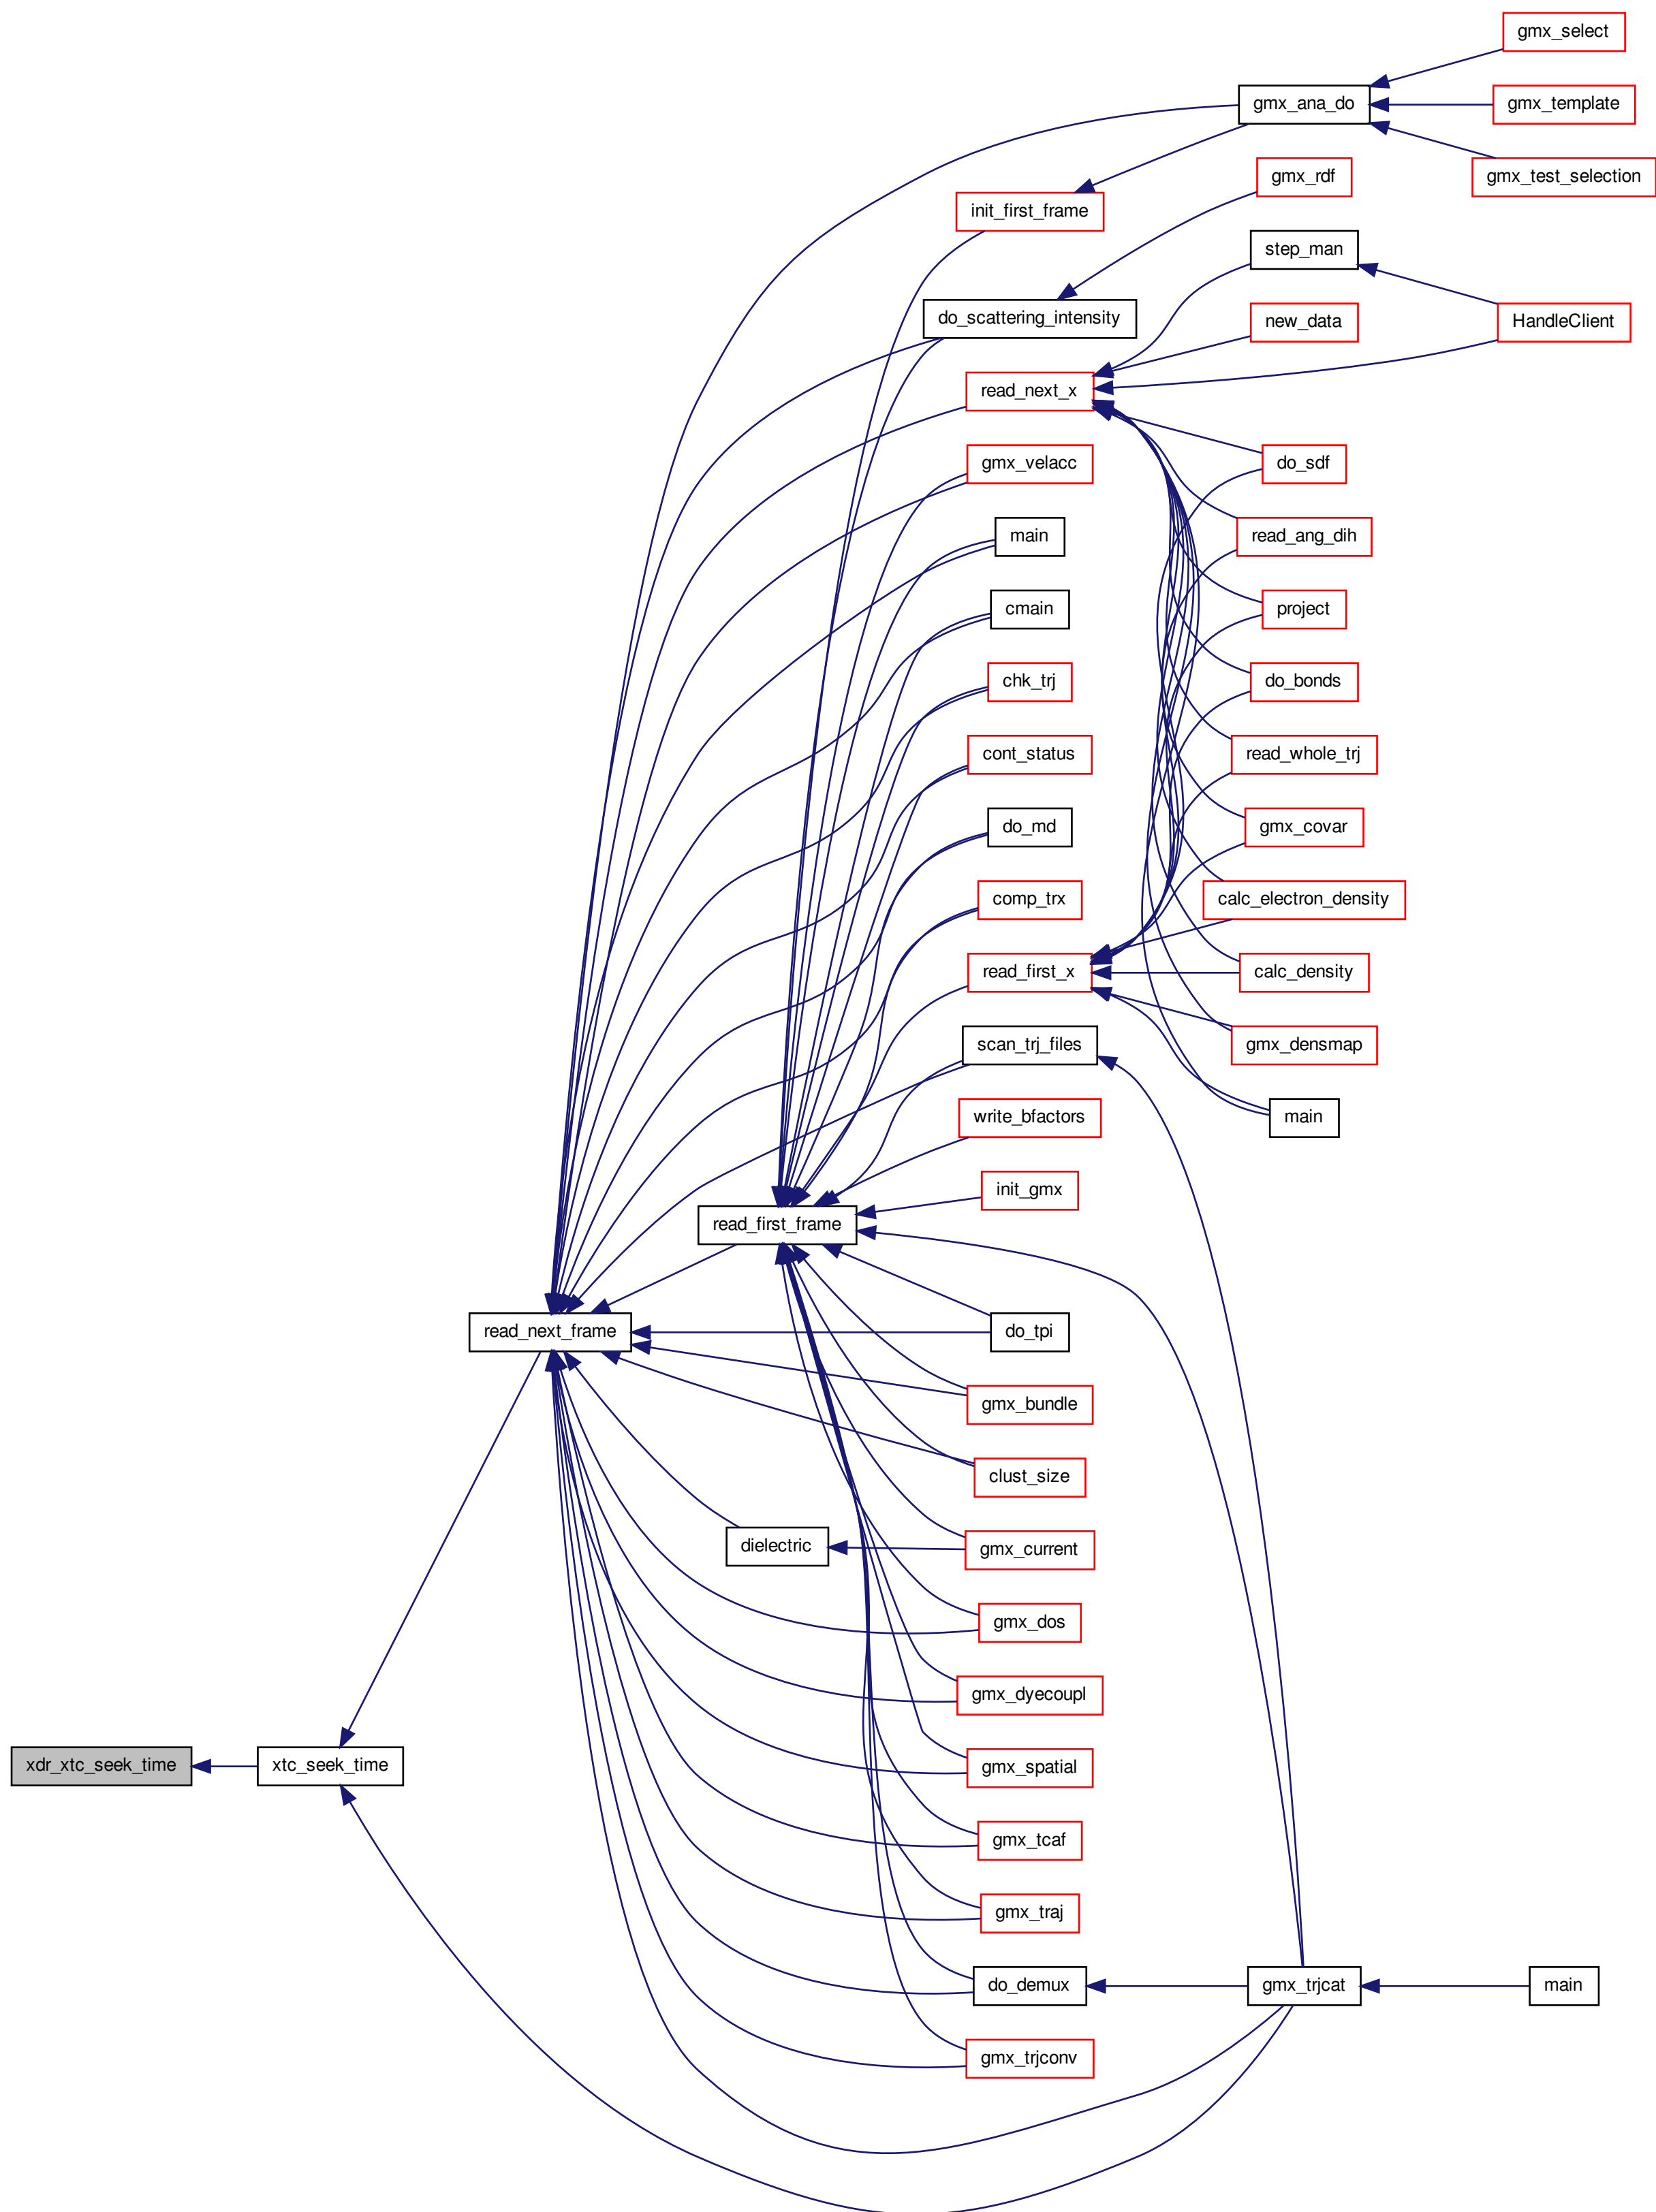 gmx_select
gmx_ana_do
gmx_template
gmx_rdf
gmx_test_selection
init_first_frame
step_man
do_scattering_intensity
new_data
HandleClient
read_next_x
gmx_velacc
do_sdf
main
read_ang_dih
cmain
project
chk_trj
do_bonds
cont_status
read_whole_trj
do_md
gmx_covar
comp_trx
calc_electron_density
read_first_x
calc_density
scan_trj_files
gmx_densmap
write_bfactors
main
init_gmx
read_first_frame
read_next_frame
do_tpi
gmx_bundle
clust_size
dielectric
gmx_current
gmx_dos
gmx_dyecoupl
xdr_xtc_seek_time
xtc_seek_time
gmx_spatial
gmx_tcaf
gmx_traj
do_demux
gmx_trjcat
main
gmx_trjconv